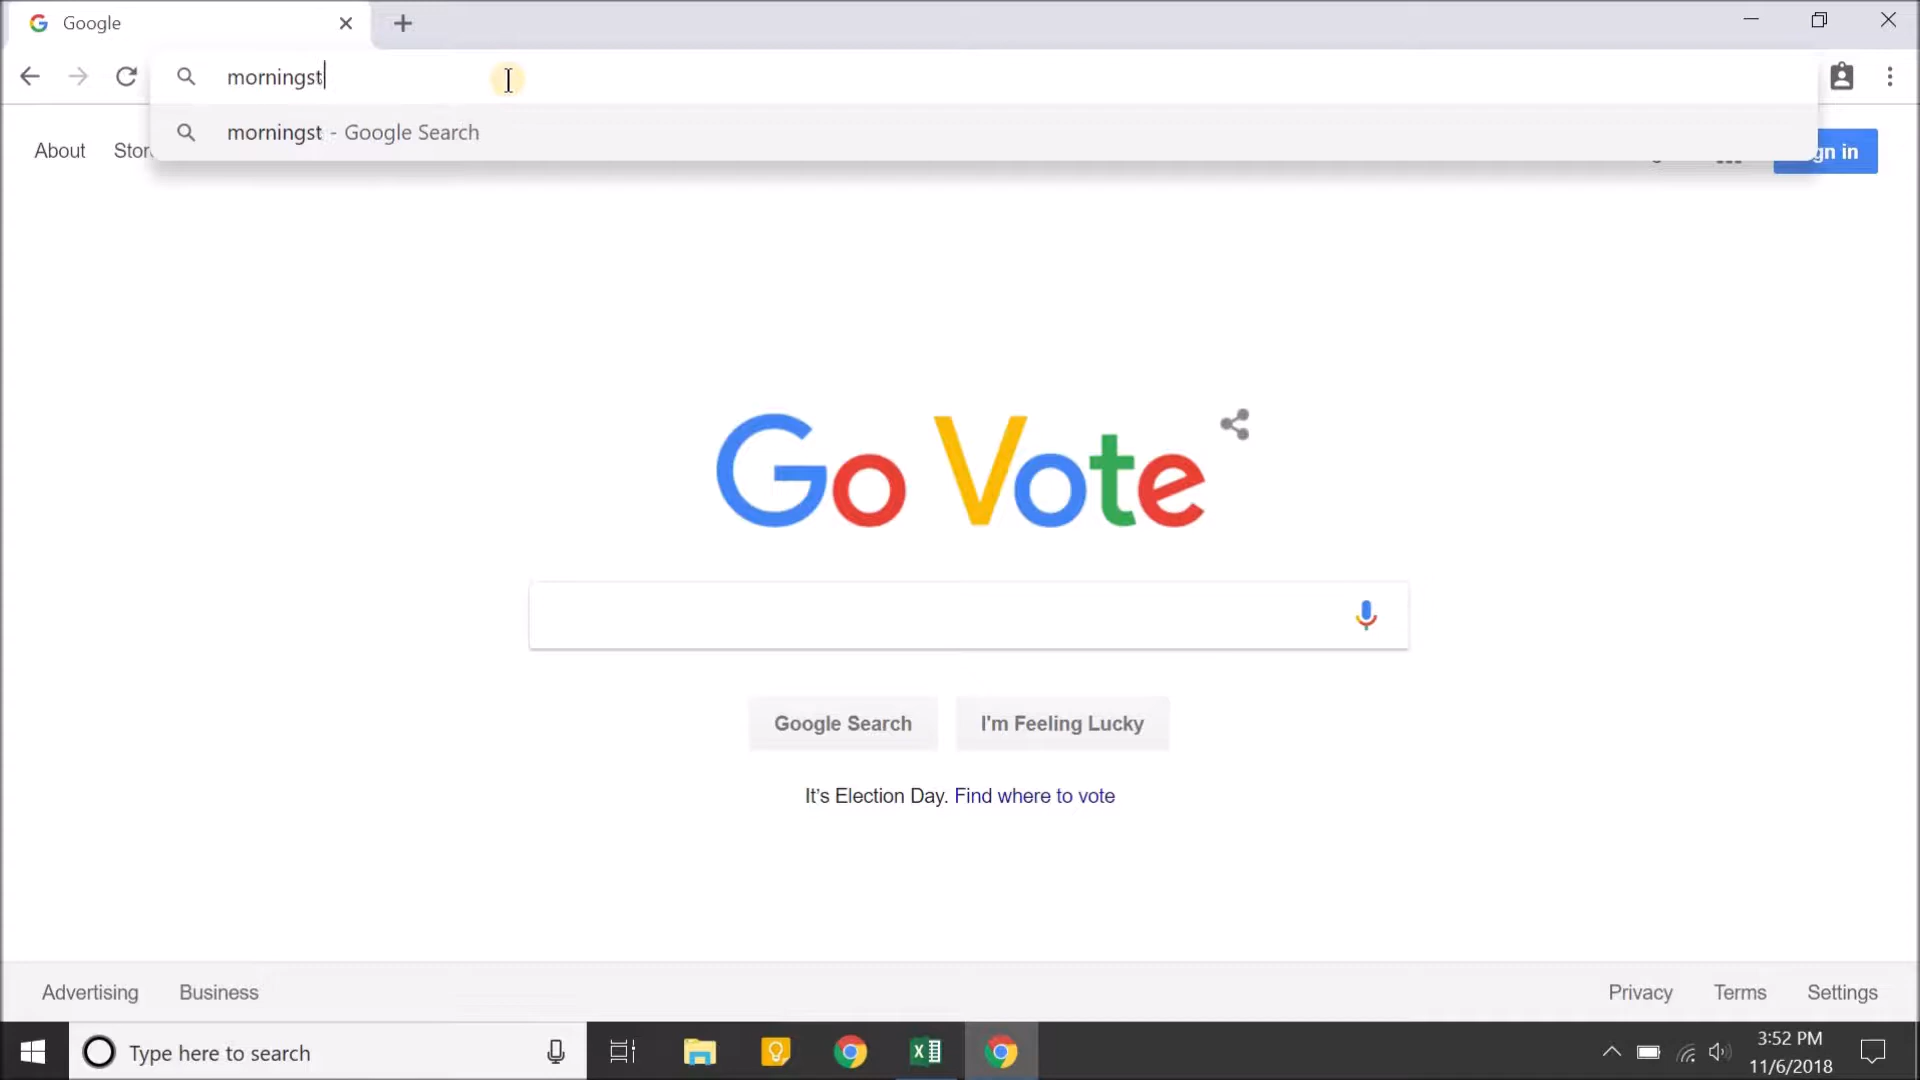 Google
morningst
morningst - Google Search
About
Stor
gn in
Go Vote
Google Search
I'm Feeling Lucky
It's Election Day. Find where to vote
Advertising
Business
Privacy
Terms
Settings
Type here to search
3:52 PM
11/6/2018